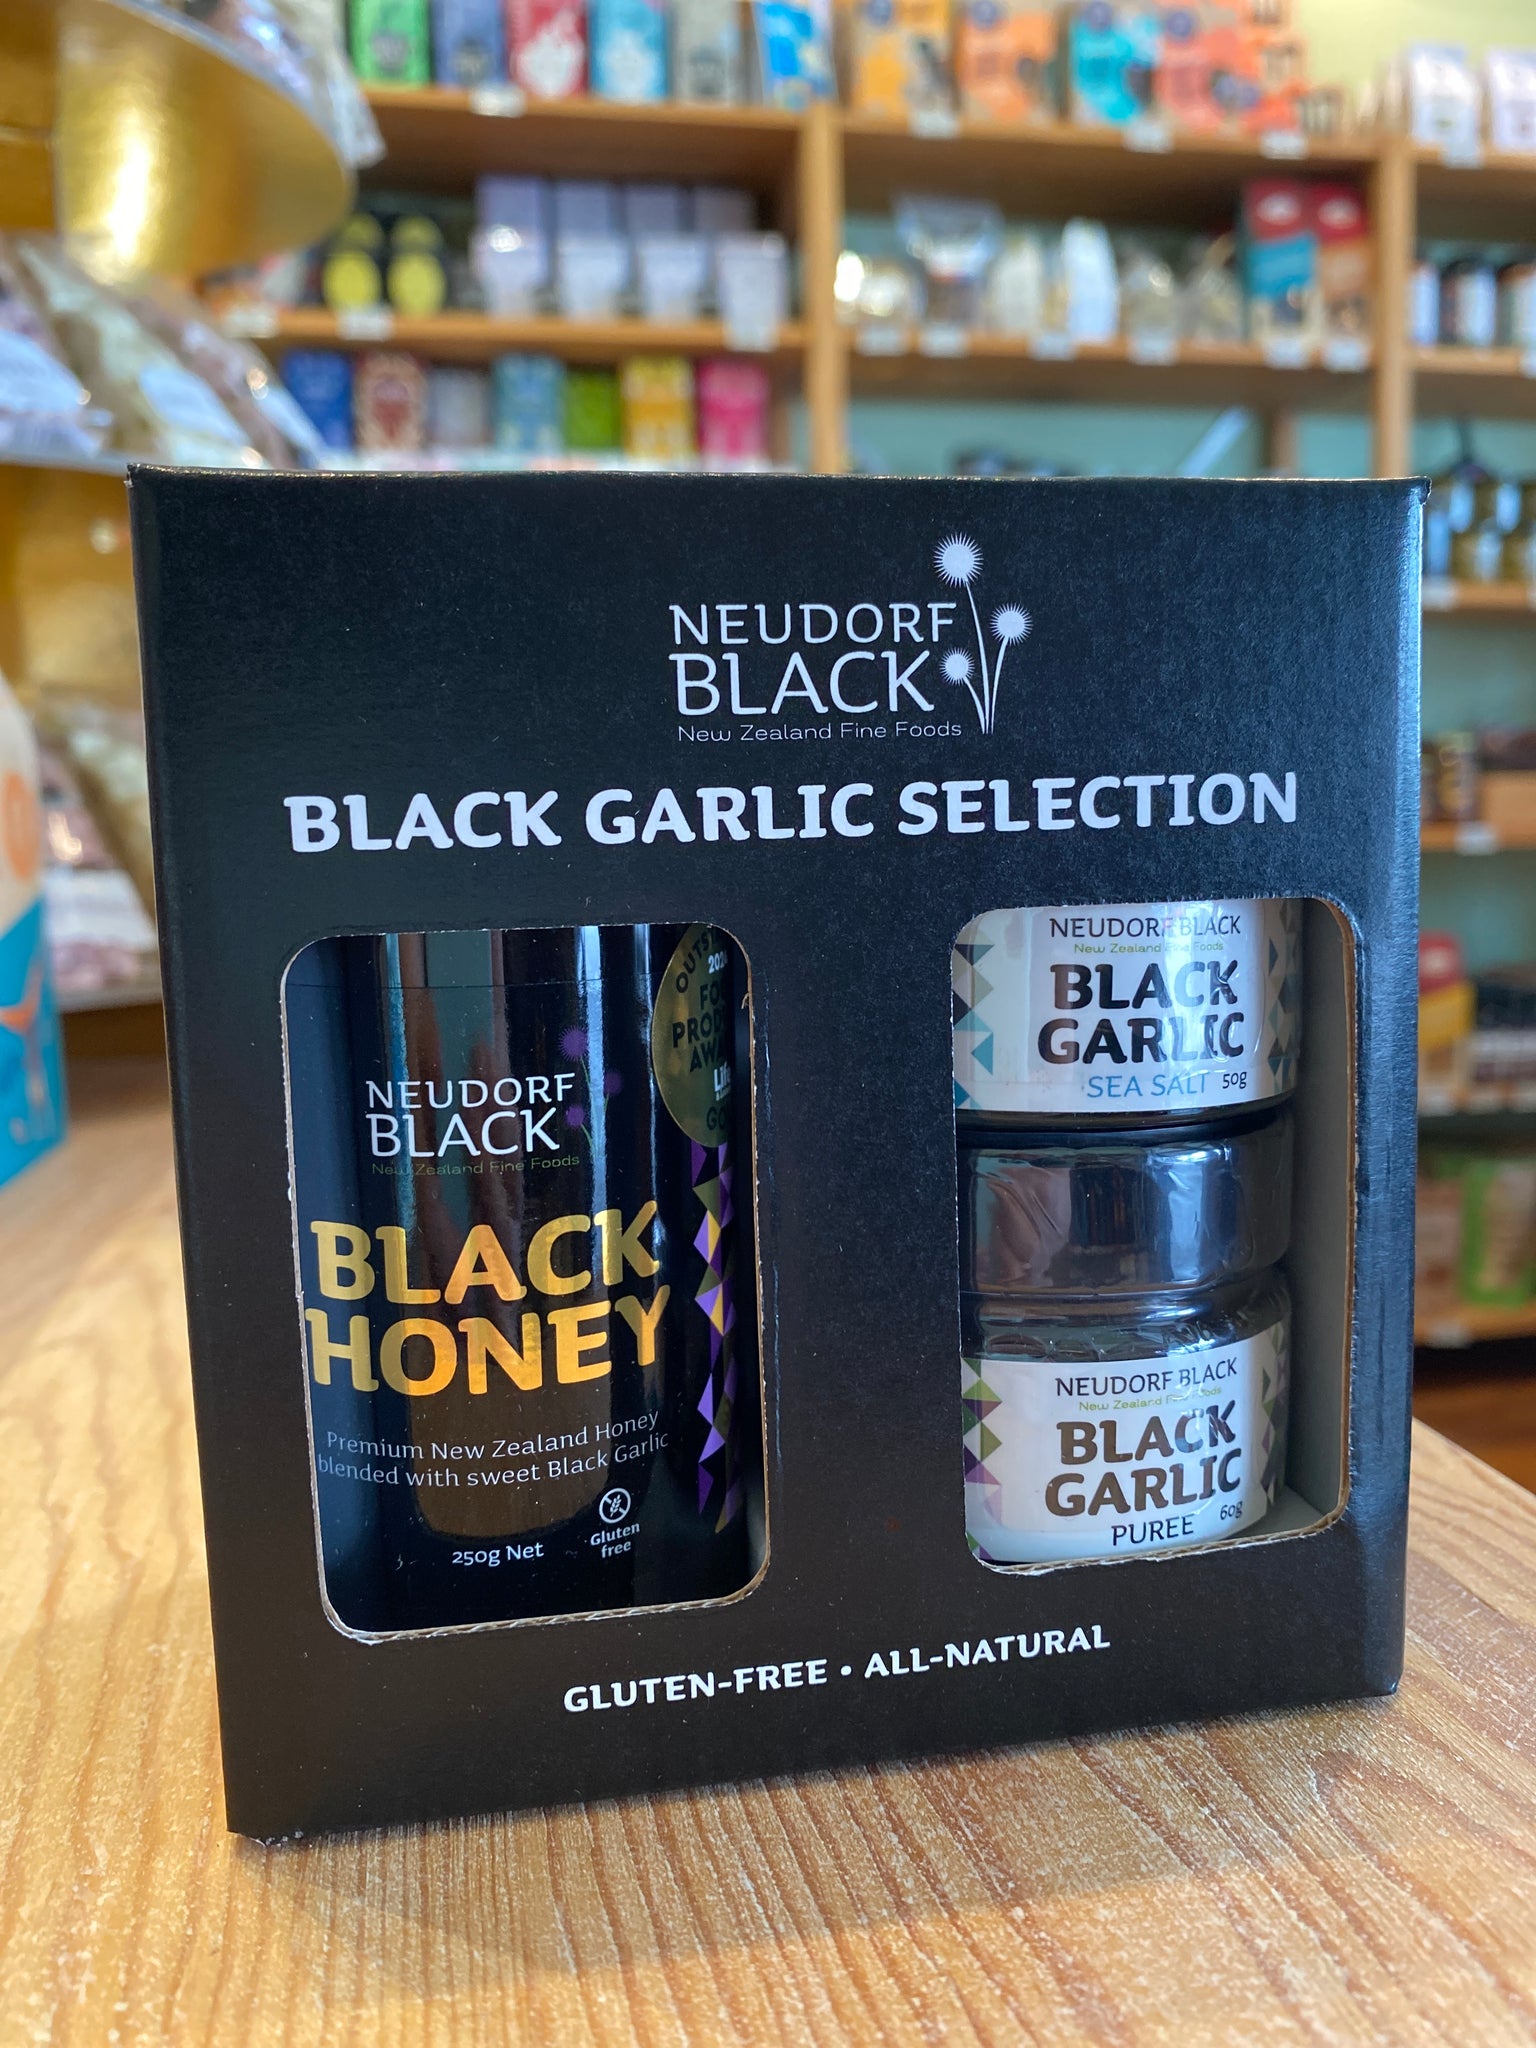 NEUDORF
BLACK
New Zealand Fine Foods
BLACK GARLIC SELECTION
NEUDORF
BLACK
New Zealand Fine Foods
BLACK
HONEY
Premium New Zealand Honey
blended with sweet Black Garlic
Gluten
free
250g Net
NEUDORF BLACK
New Zealand Fine Foods
BLACK
GARLIC
SEA SALT 50g
NEUDORF BLACK
New Zealand Fine Foods
BLACK
GARLIC
PUREE 60g
GLUTEN-FREE • ALL-NATURAL